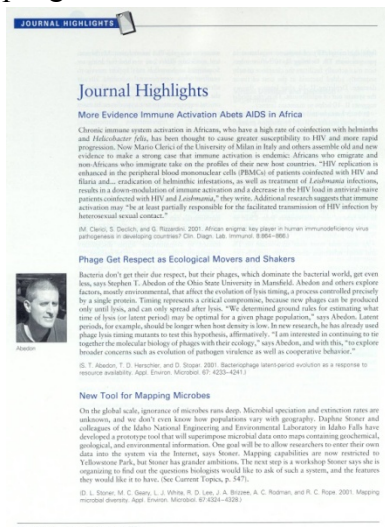 JOURNAL HIGHLIGHTS
Journal Highlights
More Evidence Immune Activation Abets AIDS in Africa
Chronic immune system activation in Africans, who have a high rate of coinfection with helminths
and Helicobacter felis, has been thought to cause greater susceptibility to HIV and more rapid
progression. Now Mario Clerici of the University of Milan in Italy and others assemble old and new
evidence to make a strong case that immune activation is endemic: Africans who emigrate and
non-Africans who immigrate take on the profiles of their new host countries. "HIV replication is
enhanced in the peripheral blood mononuclear cells (PBMCs) of patients coinfected with HIV and
filaria and... eradication of helminthic infestations, as well as treatment of Leishmania infections,
results in a down-modulation of immune activation and a decrease in the HIV load in antiviral-naive
patients coinfected with HIV and Leishmania," they write. Additional research suggests that immune
activation may "be at least partially responsible for the facilitated transmission of HIV infection by
heterosexual sexual contact."
(M. Clerici, S. Declich, and G. Rizzardini. 2001. African enigma: key player in human immunodeficiency virus
pathogenesis in developing countries? Clin. Diag. Lab. Immunol. 8:864–866.)
Phage Get Respect as Ecological Movers and Shakers
Bacteria don't get their due respect, but their phages, which dominate the bacterial world, get even
less, says Stephen T. Abedon of the Ohio State University in Mansfield. Abedon and others explore
factors, mostly environmental, that affect the evolution of lysis timing, a process controlled precisely
by a single protein. Timing represents a critical compromise, because new phages can be produced
only until lysis, and can only spread after lysis. "We determined ground rules for estimating what
time of lysis (or latent period) may be optimal for a given phage population," says Abedon. Latent
periods, for example, should be longer when host density is low. In new research, he has already used
phage lysis timing mutants to test this hypothesis, affirmatively. "I am interested in continuing to tie
together the molecular biology of phages with their ecology," says Abedon, and with this, "to explore
broader concerns such as evolution of pathogen virulence as well as cooperative behavior."
(S. T. Abedon, T. D. Herschler, and D. Stopar. 2001. Bacteriophage latent-period evolution as a response to
resource availability. Appl. Environ. Microbiol. 67: 4233–4241.)
Abedon
New Tool for Mapping Microbes
On the global scale, ignorance of microbes runs deep. Microbial speciation and extinction rates are
unknown, and we don't even know how populations vary with geography. Daphne Stoner and
colleagues of the Idaho National Engineering and Environmental Laboratory in Idaho Falls have
developed a prototype tool that will superimpose microbial data onto maps containing geochemical,
geological, and environmental information. One goal will be to allow researchers to enter their own
data into the system via the Internet, says Stoner. Mapping capabilities are now restricted to
Yellowstone Park, but Stoner has grander ambitions. The next step is a workshop Stoner says she is
organizing to find out the questions biologists would like to ask of such a system, and the features
they would like it to have. (See Current Topics, p. 547).
(D. L. Stoner, M. C. Geary, L. J. White, R. D. Lee, J. A. Brizzee, A. C. Rodman, and R. C. Rope. 2001. Mapping
microbial diversity. Appl. Environ. Microbiol. 67:4324–4328.)